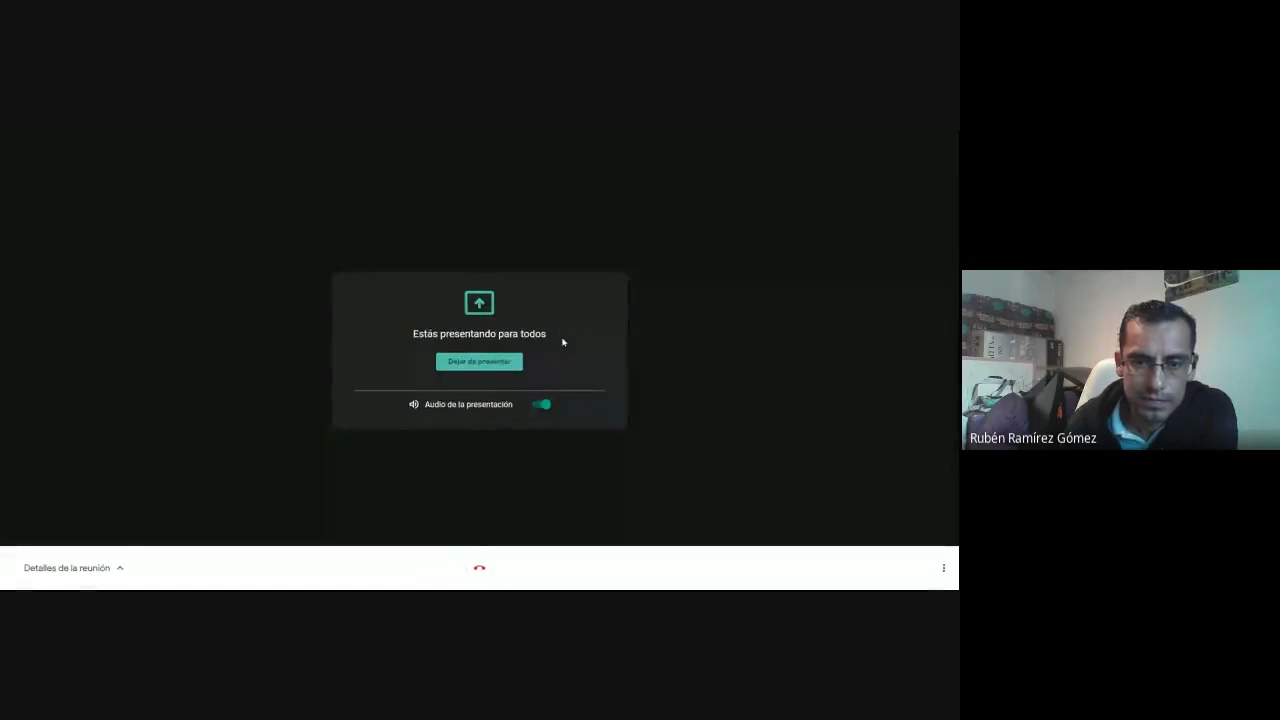 Estás presentando para todos
Dejar de presentar
Audio de la presentación
Rubén Ramírez Gómez
Detalles de la reunión